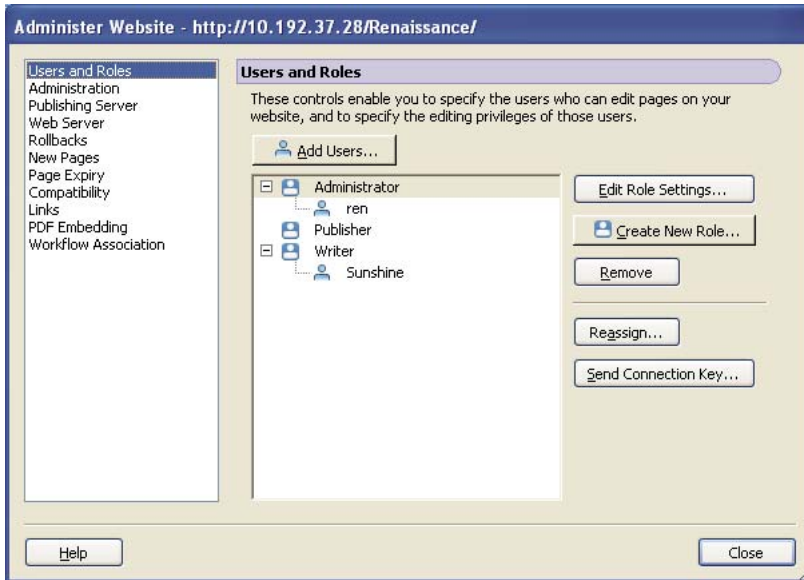 Administer Website - http://10.192.37.28/Renaissance/
Users and Roles
Administration
Publishing Server
Web Server
Rollbacks
New Pages
Page Expiry
Compatibility
Links
PDF Embedding
Workflow Association
Users and Roles
These controls enable you to specify the users who can edit pages on your
website, and to specify the editing privileges of those users.
Add Users...
Administrator
ren
Publisher
Writer
Sunshine
Edit Role Settings...
Create New Role...
Remove
Reassign...
Send Connection Key...
Help
Close